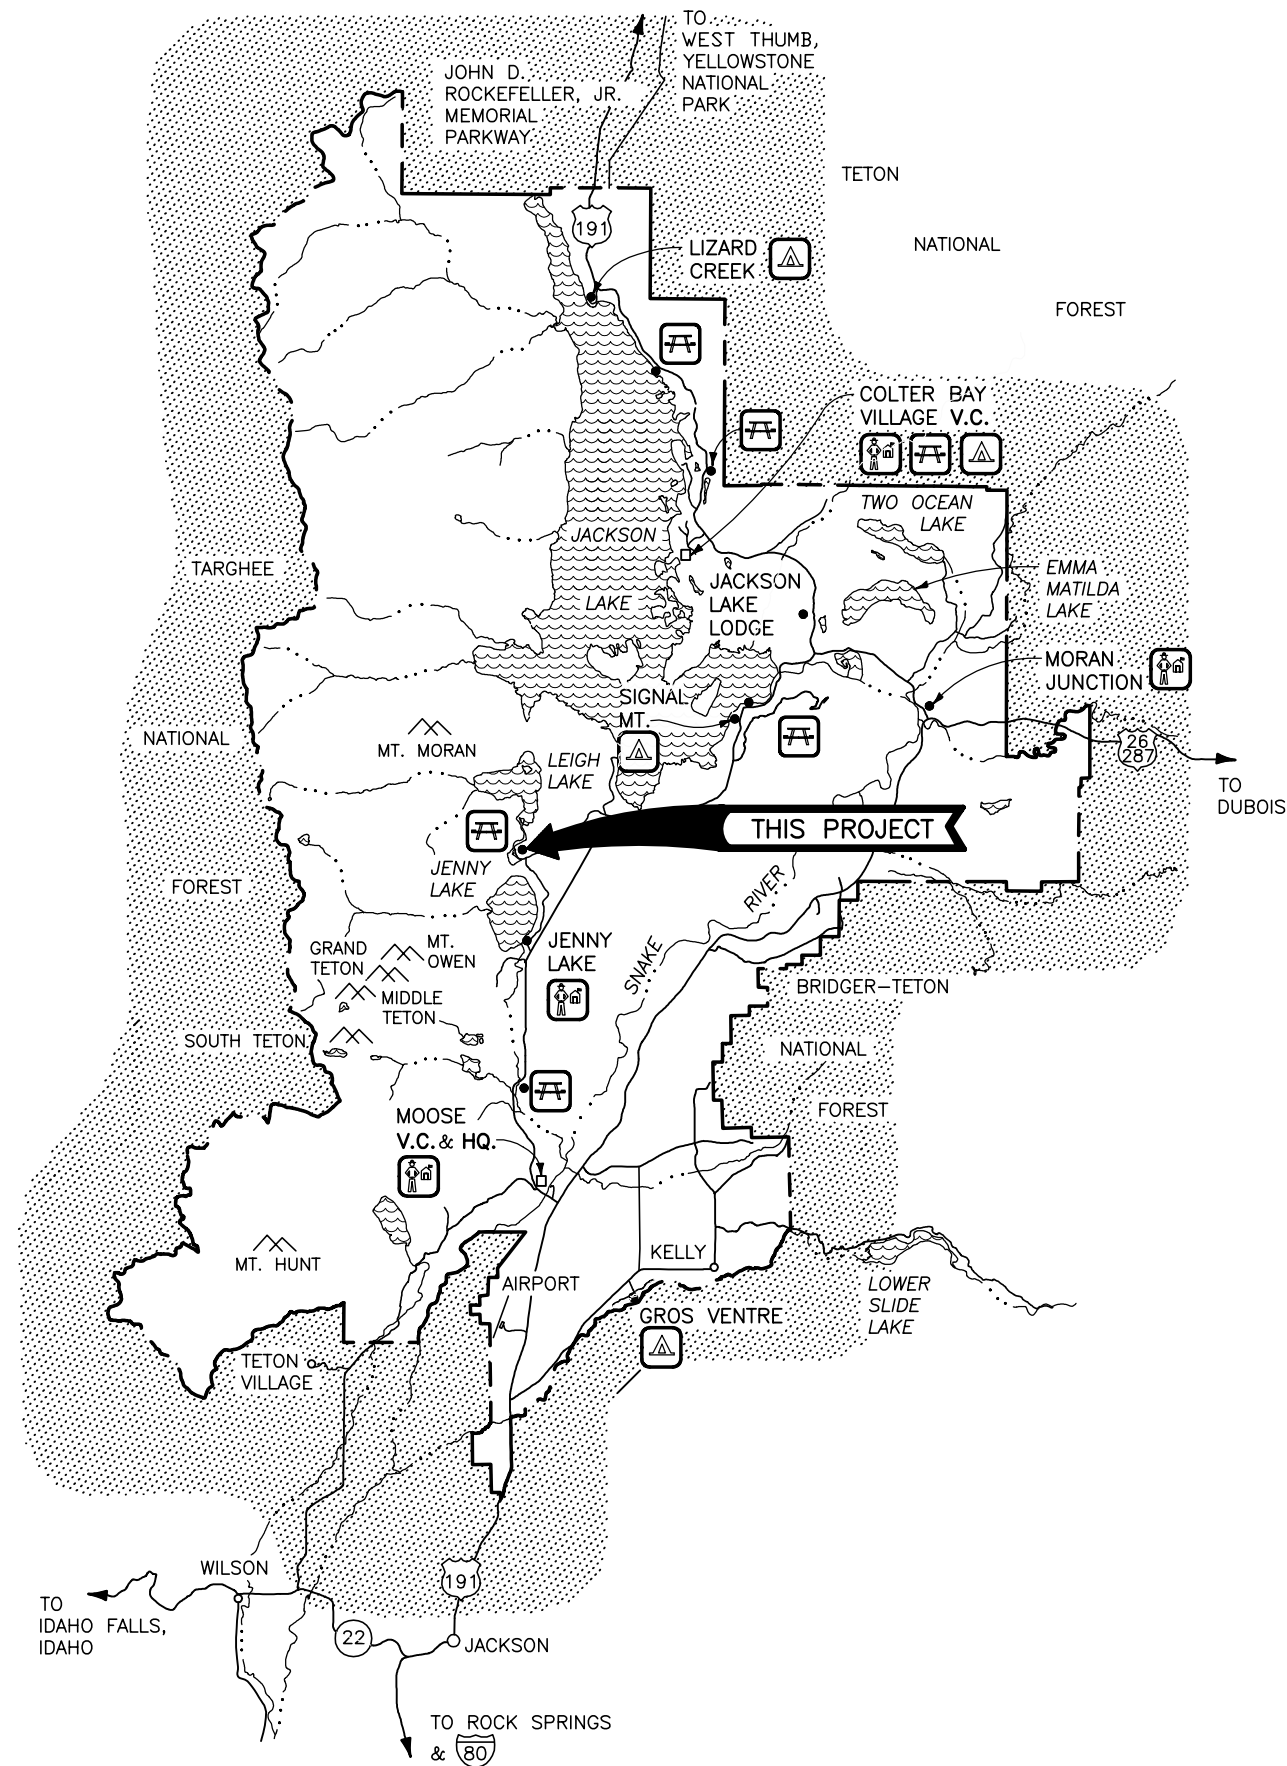 TO
WEST THUMB,
YELLOWSTONE
NATIONAL
PARK
JOHN D.
ROCKEFELLER, JR.
MEMORIAL
PARKWAY
TETON
NATIONAL
FOREST
191
LIZARD
CREEK
COLTER BAY
VILLAGE V.C.
TWO OCEAN
LAKE
JACKSON
LAKE
EMMA
MATILDA
LAKE
JACKSON
LAKE
LODGE
TARGHEE
NATIONAL
FOREST
MORAN
JUNCTION
SIGNAL
MT.
26
287
TO
DUBOIS
MT. MORAN
LEIGH
LAKE
THIS PROJECT
JENNY
LAKE
SNAKE
RIVER
GRAND
TETON
MT.
OWEN
JENNY
LAKE
MIDDLE
TETON
SOUTH TETON
BRIDGER-TETON
NATIONAL
FOREST
MOOSE
V.C. & HQ.
MT. HUNT
KELLY
AIRPORT
GROS VENTRE
LOWER
SLIDE
LAKE
TETON
VILLAGE
WILSON
191
TO
IDAHO FALLS,
IDAHO
22
JACKSON
TO ROCK SPRINGS
& 80